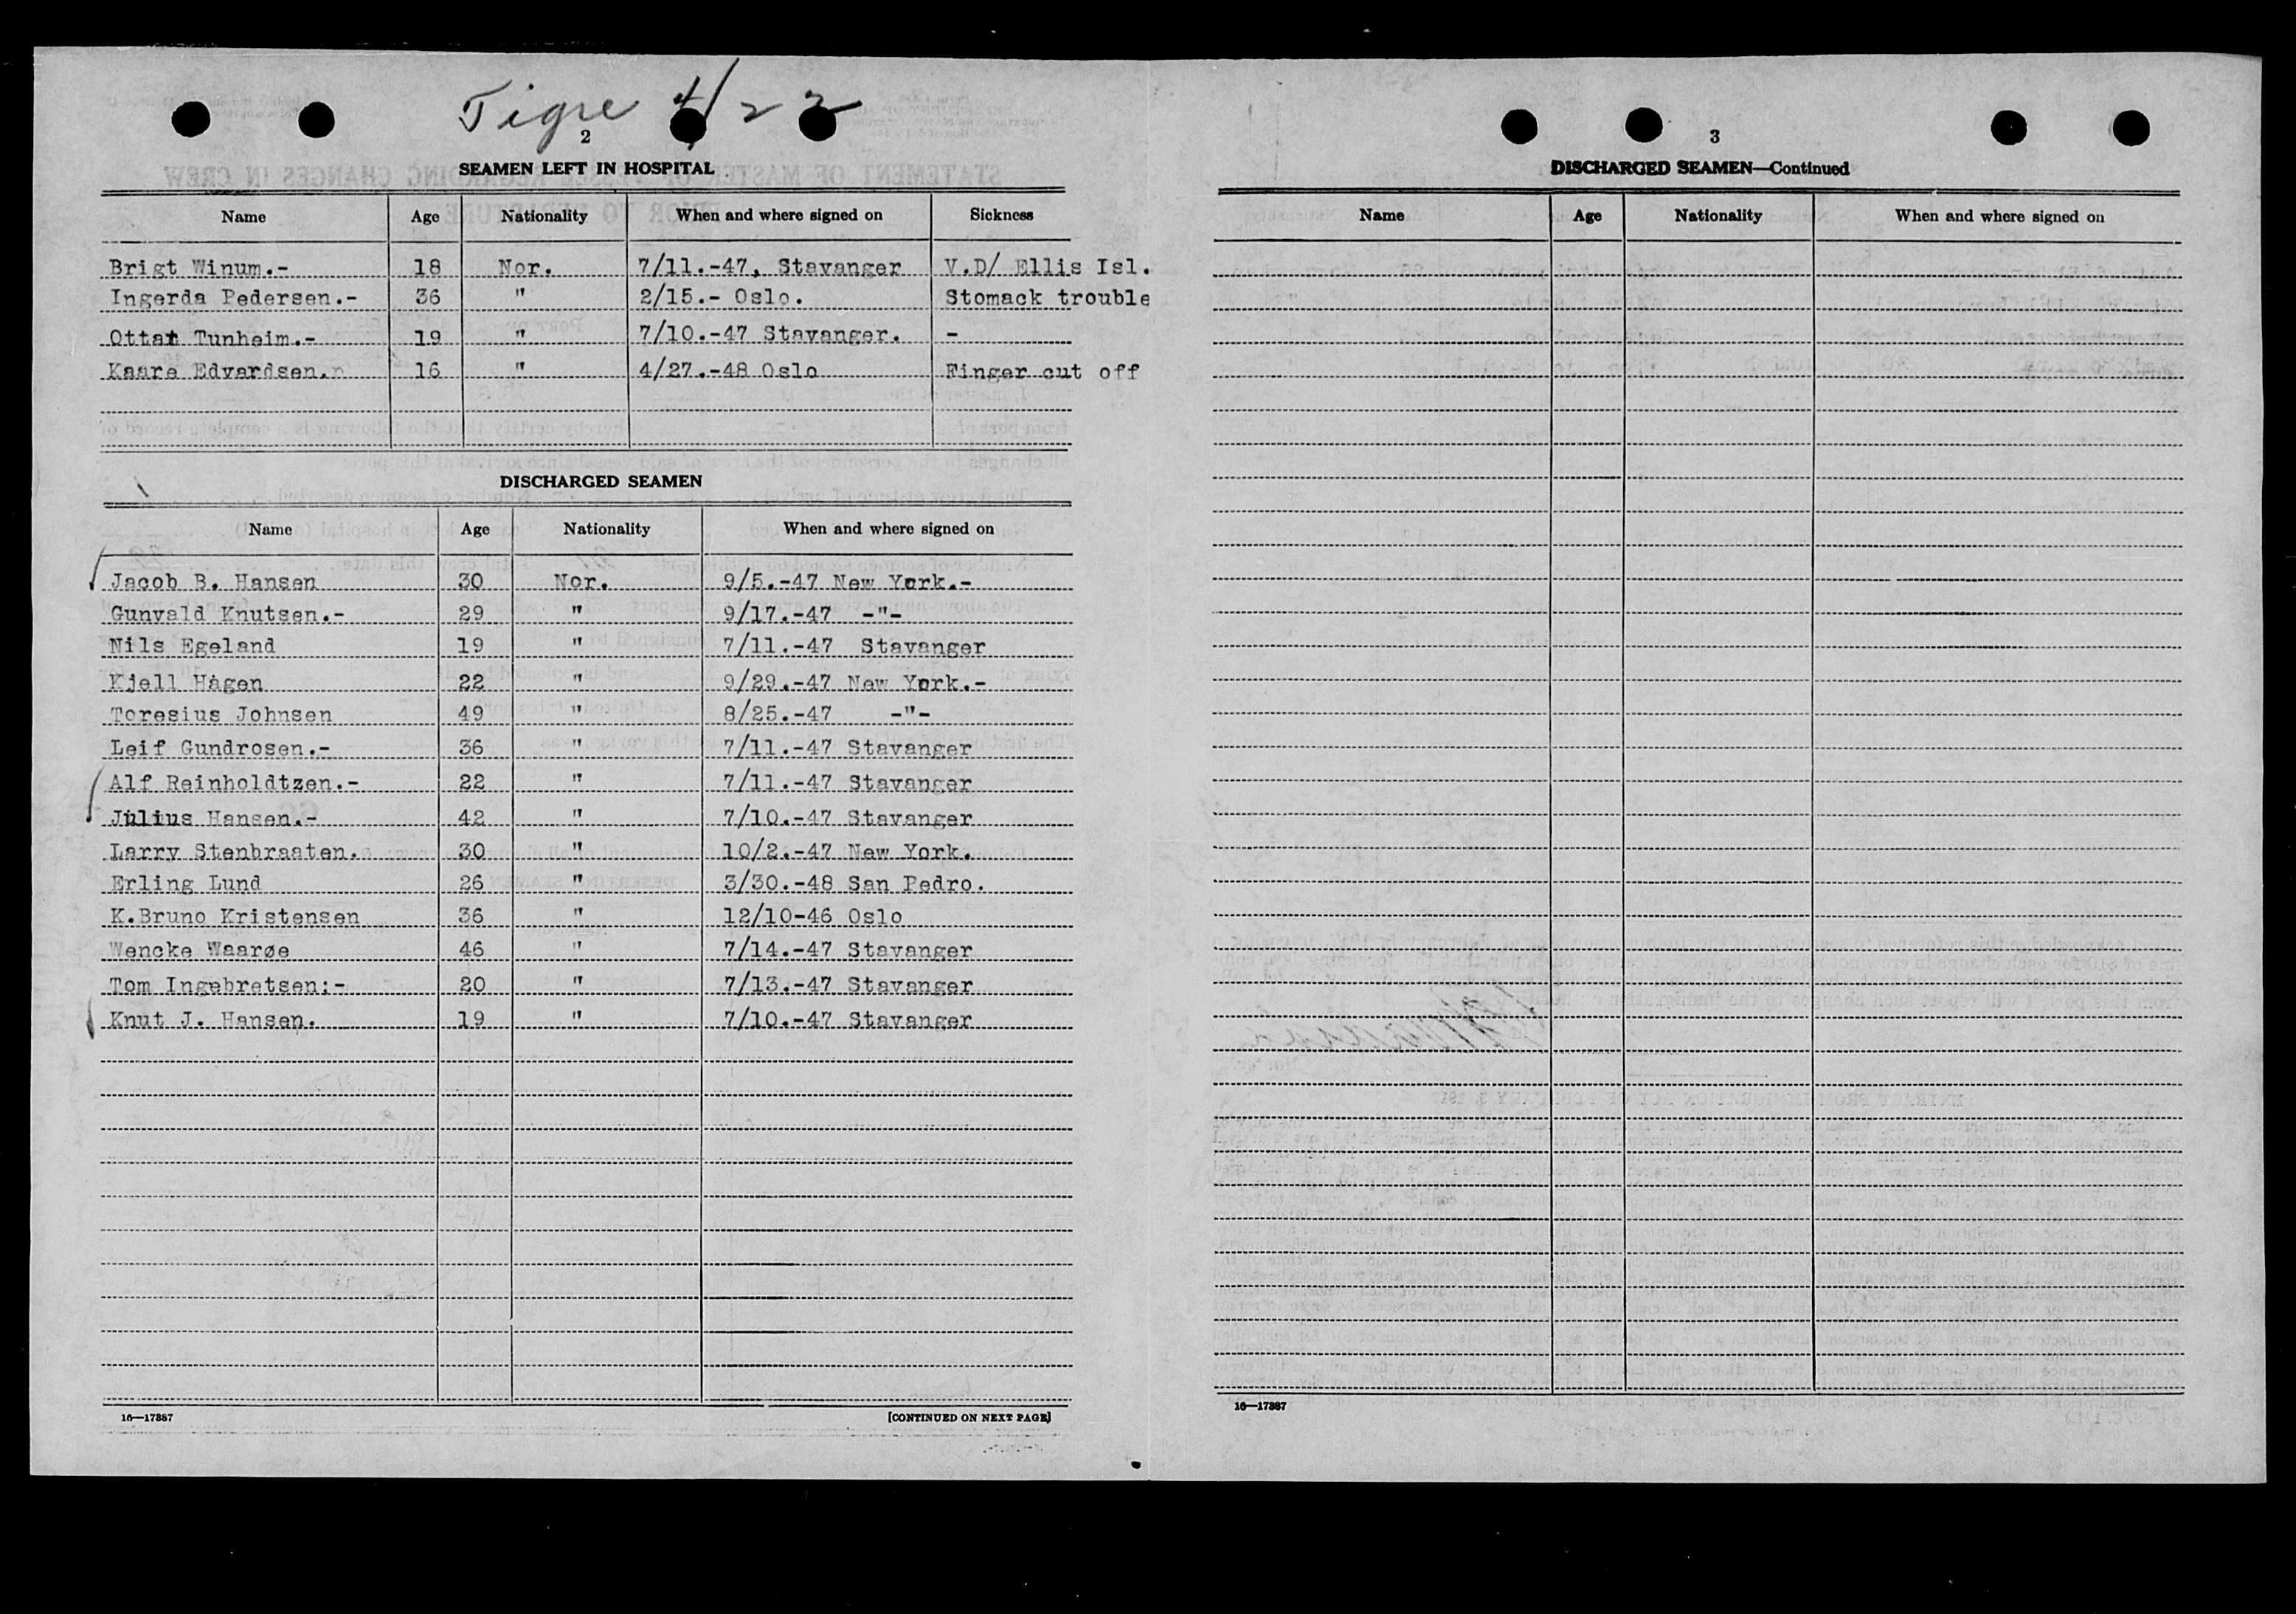 Tigre 4/22
2
SEAMEN LEFT IN HOSPITAL
Name Age Nationality When and where signed on Sickness
Brigt Winum.- 18 Nor. 7/11.-47, Stavanger V.D/ Ellis Isl.
Ingerda Pedersen.- 36 " 2/15.- Oslo. Stomack trouble
Ottar Tunheim.- 19 " 7/10.-47 Stavanger. -
Kaare Edvardsen. 16 " 4/27.-48 Oslo Finger cut off
DISCHARGED SEAMEN
Name Age Nationality When and where signed on
Jacob B. Hansen 30 Nor. 9/5.-47 New York.-
Gunvald Knutsen.- 29 " 9/17.-47 -"-
Nils Egeland 19 " 7/11.-47 Stavanger
Kjell Hagen 22 " 9/29.-47 New York.-
Toresius Johnsen 49 " 8/25.-47 -"-
Leif Gundrosen.- 36 " 7/11.-47 Stavanger
Alf Reinholdtzen.- 22 " 7/11.-47 Stavanger
Julius Hansen.- 42 " 7/10.-47 Stavanger
Larry Stenbraaten. 30 " 10/2.-47 New York.
Erling Lund 26 " 3/30.-48 San Pedro.
K.Bruno Kristensen 36 " 12/10-46 Oslo
Wencke Waarøe 46 " 7/14.-47 Stavanger
Tom Ingebretsen:- 20 " 7/13.-47 Stavanger
Knut J. Hansen. 19 " 7/10.-47 Stavanger
16—17887
[CONTINUED ON NEXT PAGE]
3
DISCHARGED SEAMEN—Continued
Name Age Nationality When and where signed on
16—17887